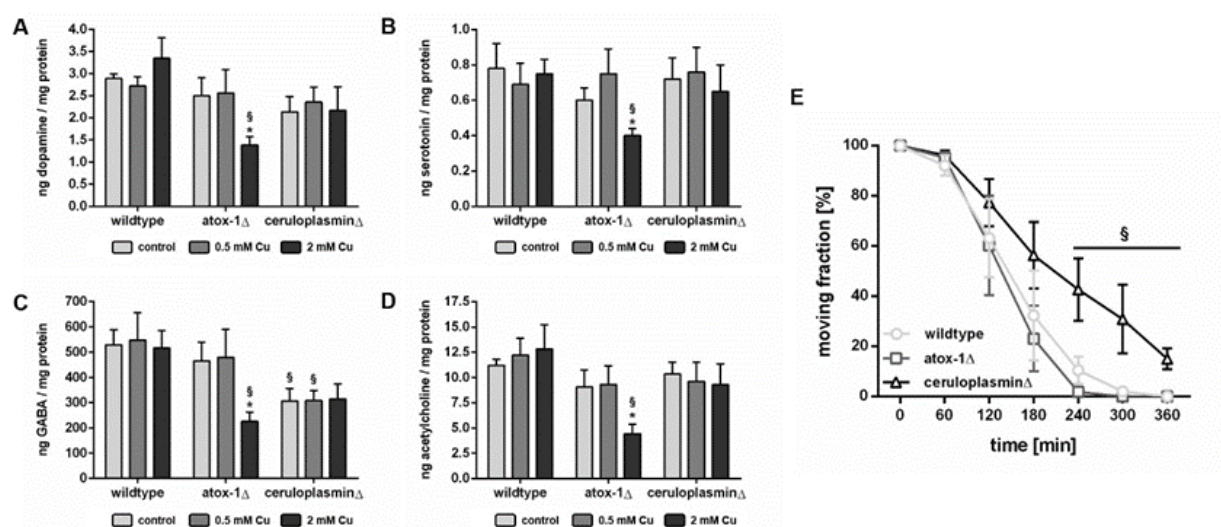 A
ng dopamine / mg protein
4.0
3.5
3.0
2.5
2.0
1.5
1.0
0.5
0.0
§
*
wildtype atox-1Δ ceruloplasminΔ
control 0.5 mM Cu 2 mM Cu
B
ng serotonin / mg protein
1.0
0.8
0.6
0.4
0.2
0.0
§
*
wildtype atox-1Δ ceruloplasminΔ
control 0.5 mM Cu 2 mM Cu
C
ng GABA / mg protein
700
600
500
400
300
200
100
0
§
*
§ §
wildtype atox-1Δ ceruloplasminΔ
control 0.5 mM Cu 2 mM Cu
D
ng acetylcholine / mg protein
17.5
15.0
12.5
10.0
7.5
5.0
2.5
0.0
§
*
wildtype atox-1Δ ceruloplasminΔ
control 0.5 mM Cu 2 mM Cu
E
moving fraction [%]
100
80
60
40
20
0
§
wildtype
atox-1Δ
ceruloplasminΔ
0 60 120 180 240 300 360
time [min]